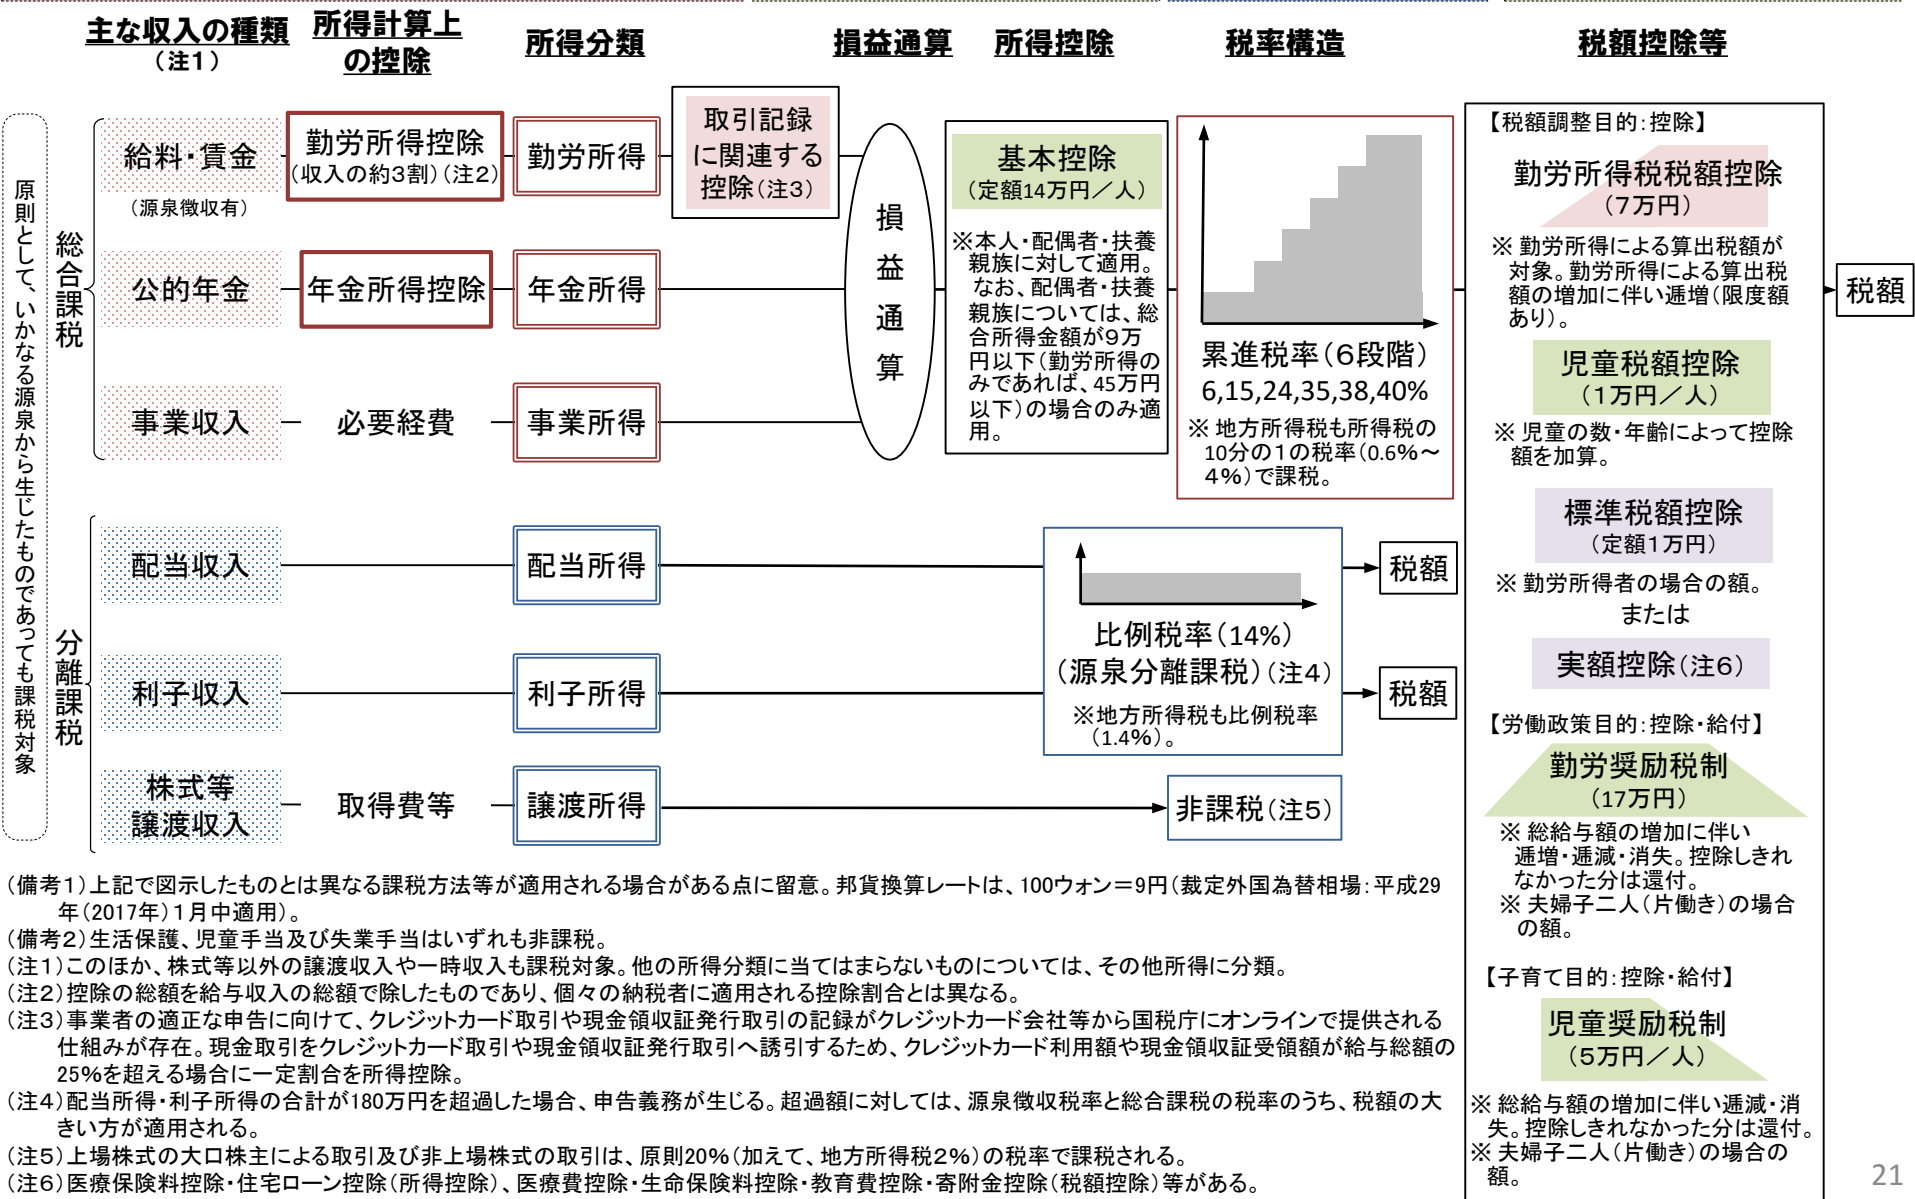 主な収入の種類
（注1）
所得計算上
の控除
所得分類
損益通算
所得控除
税率構造
税額控除等
原則として、いかなる源泉から生じたものであっても課税対象
総合課税
給料・賃金
（源泉徴収有）
勤労所得控除
（収入の約3割）（注2）
勤労所得
取引記録
に関連する
控除（注3）
公的年金
年金所得控除
年金所得
事業収入
必要経費
事業所得
損益通算
基本控除
（定額14万円／人）
※本人・配偶者・扶養
親族に対して適用。
なお、配偶者・扶養
親族については、総
合所得金額が９万
円以下（勤労所得の
みであれば、45万円
以下）の場合のみ適
用。
累進税率（６段階）
6,15,24,35,38,40%
※ 地方所得税も所得税の
10分の１の税率（0.6%～
４%）で課税。
分離課税
配当収入
配当所得
利子収入
利子所得
比例税率（14%）
（源泉分離課税）（注４）
※地方所得税も比例税率
（1.4%）。
税額
税額
株式等
譲渡収入
取得費等
譲渡所得
非課税（注５）
【税額調整目的：控除】
勤労所得税税額控除
（７万円）
※ 勤労所得による算出税額が
対象。勤労所得による算出税
額の増加に伴い逓増（限度額
あり）。
児童税額控除
（１万円／人）
※ 児童の数・年齢によって控除
額を加算。
標準税額控除
（定額１万円）
※ 勤労所得者の場合の額。
または
実額控除（注６）
【労働政策目的：控除・給付】
勤労奨励税制
（17万円）
※ 総給与額の増加に伴い
逓増・逓減・消失。控除しきれ
なかった分は還付。
※ 夫婦子二人（片働き）の場合
の額。
【子育て目的：控除・給付】
児童奨励税制
（５万円／人）
※ 総給与額の増加に伴い逓減・消
失。控除しきれなかった分は還付。
※ 夫婦子二人（片働き）の場合の
額。
税額
（備考１）上記で図示したものとは異なる課税方法等が適用される場合がある点に留意。邦貨換算レートは、100ウォン＝9円（裁定外国為替相場：平成29
年（2017年）１月中適用）。
（備考２）生活保護、児童手当及び失業手当はいずれも非課税。
（注１）このほか、株式等以外の譲渡収入や一時収入も課税対象。他の所得分類に当てはまらないものについては、その他所得に分類。
（注２）控除の総額を給与収入の総額で除したものであり、個々の納税者に適用される控除割合とは異なる。
（注３）事業者の適正な申告に向けて、クレジットカード取引や現金領収証発行取引の記録がクレジットカード会社等から国税庁にオンラインで提供される
仕組みが存在。現金取引をクレジットカード取引や現金領収証発行取引へ誘引するため、クレジットカード利用額や現金領収証受領額が給与総額の
25%を超える場合に一定割合を所得控除。
（注４）配当所得・利子所得の合計が180万円を超過した場合、申告義務が生じる。超過額に対しては、源泉徴収税率と総合課税の税率のうち、税額の大
きい方が適用される。
（注５）上場株式の大口株主による取引及び非上場株式の取引は、原則20%（加えて、地方所得税２%）の税率で課税される。
（注６）医療保険料控除・住宅ローン控除（所得控除）、医療費控除・生命保険料控除・教育費控除・寄附金控除（税額控除）等がある。
21